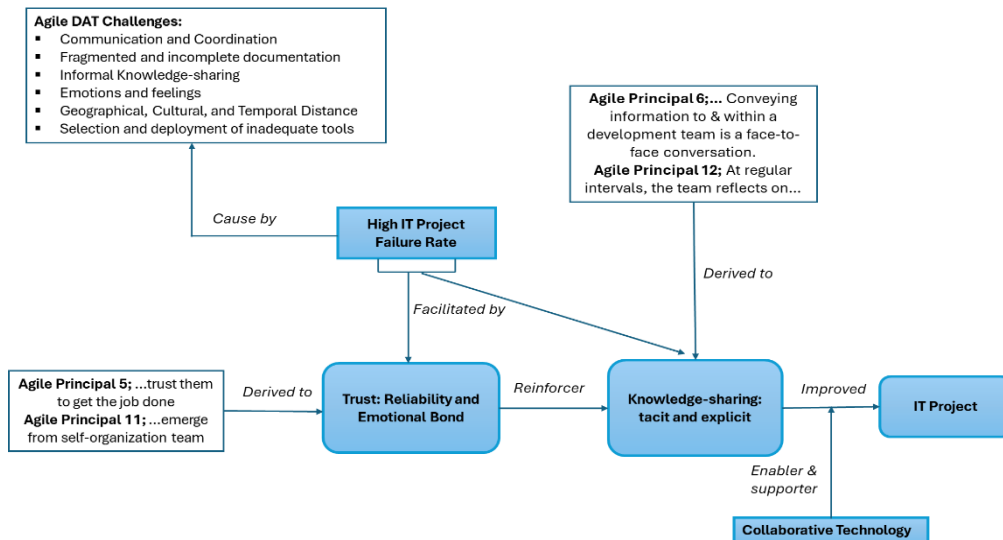 Agile DAT Challenges:
▪ Communication and Coordination
▪ Fragmented and incomplete documentation
▪ Informal Knowledge-sharing
▪ Emotions and feelings
▪ Geographical, Cultural, and Temporal Distance
▪ Selection and deployment of inadequate tools
Agile Principal 6;... Conveying
information to & within a
development team is a face-to-
face conversation.
Agile Principal 12; At regular
intervals, the team reflects on...
Cause by
High IT Project
Failure Rate
Derived to
Facilitated by
Agile Principal 5; ...trust them
to get the job done
Agile Principal 11; ...emerge
from self-organization team
Derived to
Trust: Reliability and
Emotional Bond
Reinforcer
Knowledge-sharing:
tacit and explicit
Improved
IT Project
Enabler &
supporter
Collaborative Technology